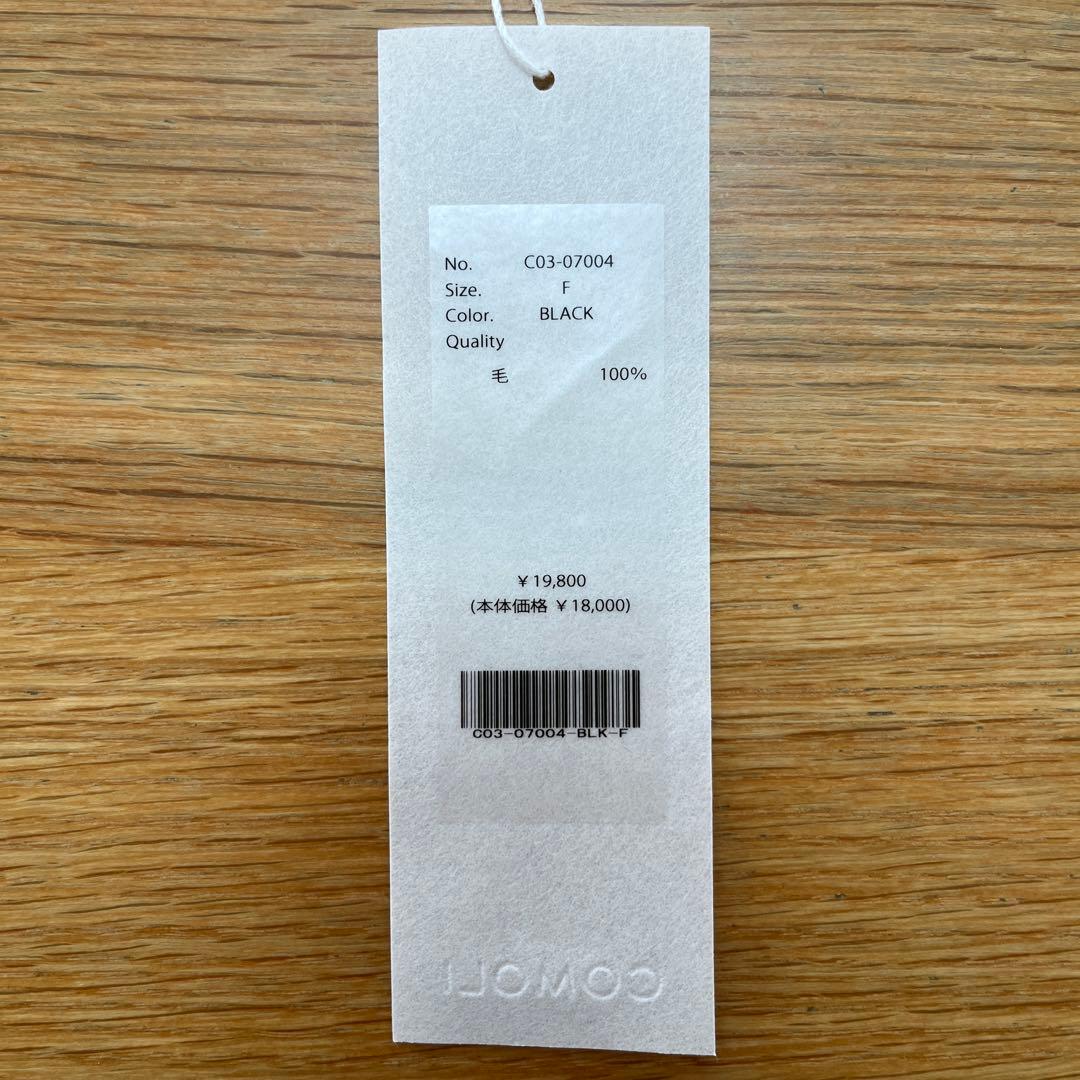 No. C03-07004
Size. F
Color. BLACK
Quality
毛 100%
¥ 19,800
(本体価格 ¥ 18,000)
C03-07004-BLK-F
COMOLI